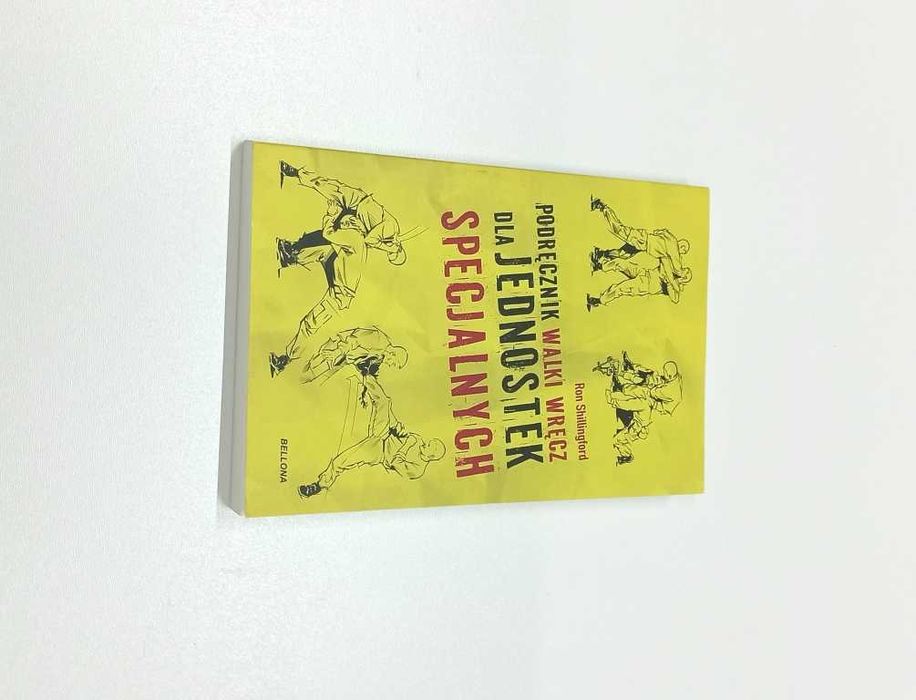 Ron Shillingford
PODRĘCZNIK WALKI WRĘCZ
DLA JEDNOSTEK
SPECJALNYCH
BELLONA